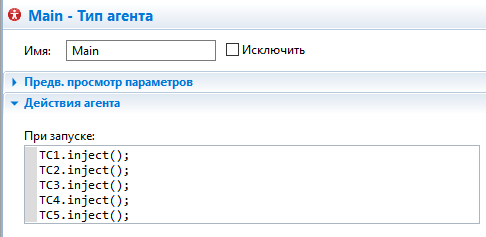 Main - Тип агента
Имя: Main Исключить
Предв. просмотр параметров
Действия агента
При запуске:
TC1.inject();
TC2.inject();
TC3.inject();
TC4.inject();
TC5.inject();